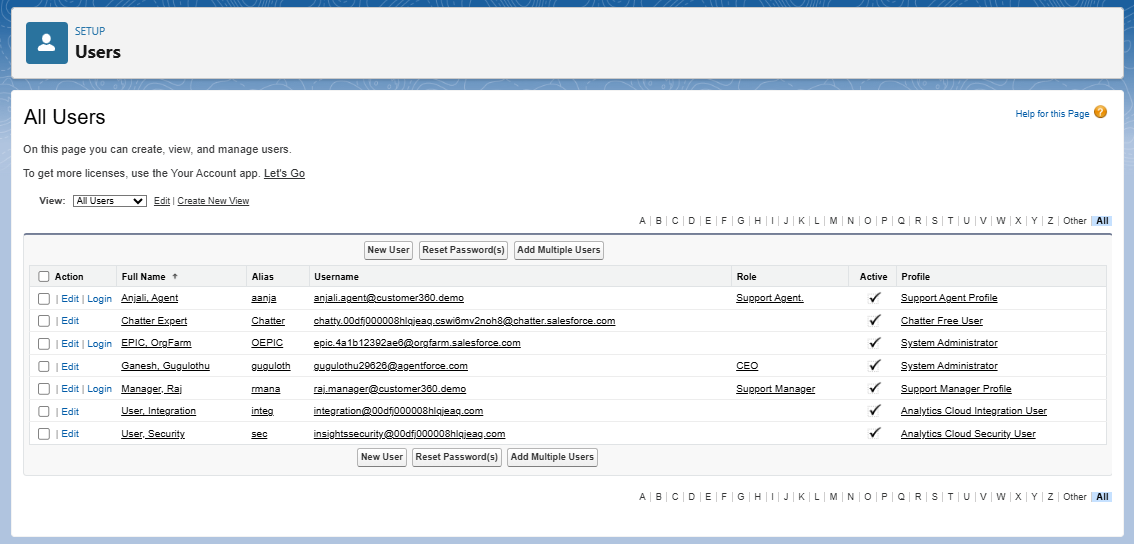 SETUP
Users
All Users
Help for this Page ?
On this page you can create, view, and manage users.
To get more licenses, use the Your Account app. Let's Go
View: All Users Edit | Create New View
A | B | C | D | E | F | G | H | I | J | K | L | M | N | O | P | Q | R | S | T | U | V | W | X | Y | Z | Other All
New User Reset Password(s) Add Multiple Users
Action Full Name ↑ Alias Username Role Active Profile
| Edit | Login Anjali, Agent aanja anjali.agent@customer360.demo Support Agent. ✓ Support Agent Profile
| Edit Chatter Expert Chatter chatty.00dfj000008hlqjeaq.cswi6mv2noh8@chatter.salesforce.com ✓ Chatter Free User
| Edit | Login EPIC, OrgFarm OEPIC epic.4a1b12392ae6@orgfarm.salesforce.com ✓ System Administrator
| Edit Ganesh, Gugulothu guguloth gugulothu29626@agentforce.com CEO ✓ System Administrator
| Edit | Login Manager, Raj rmana raj.manager@customer360.demo Support Manager ✓ Support Manager Profile
| Edit User, Integration integ integration@00dfj000008hlqjeaq.com ✓ Analytics Cloud Integration User
| Edit User, Security sec insightssecurity@00dfj000008hlqjeaq.com ✓ Analytics Cloud Security User
New User Reset Password(s) Add Multiple Users
A | B | C | D | E | F | G | H | I | J | K | L | M | N | O | P | Q | R | S | T | U | V | W | X | Y | Z | Other All